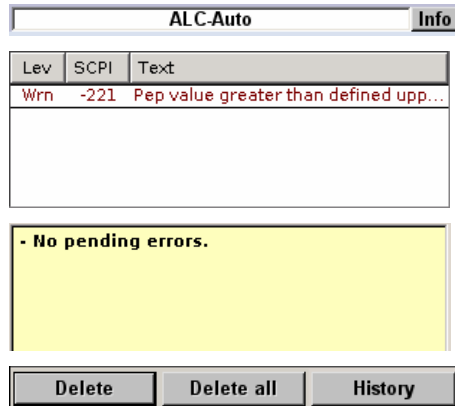 ALC-Auto Info
Lev SCPI Text
Wrn -221 Pep value greater than defined upp...
- No pending errors.
Delete Delete all History